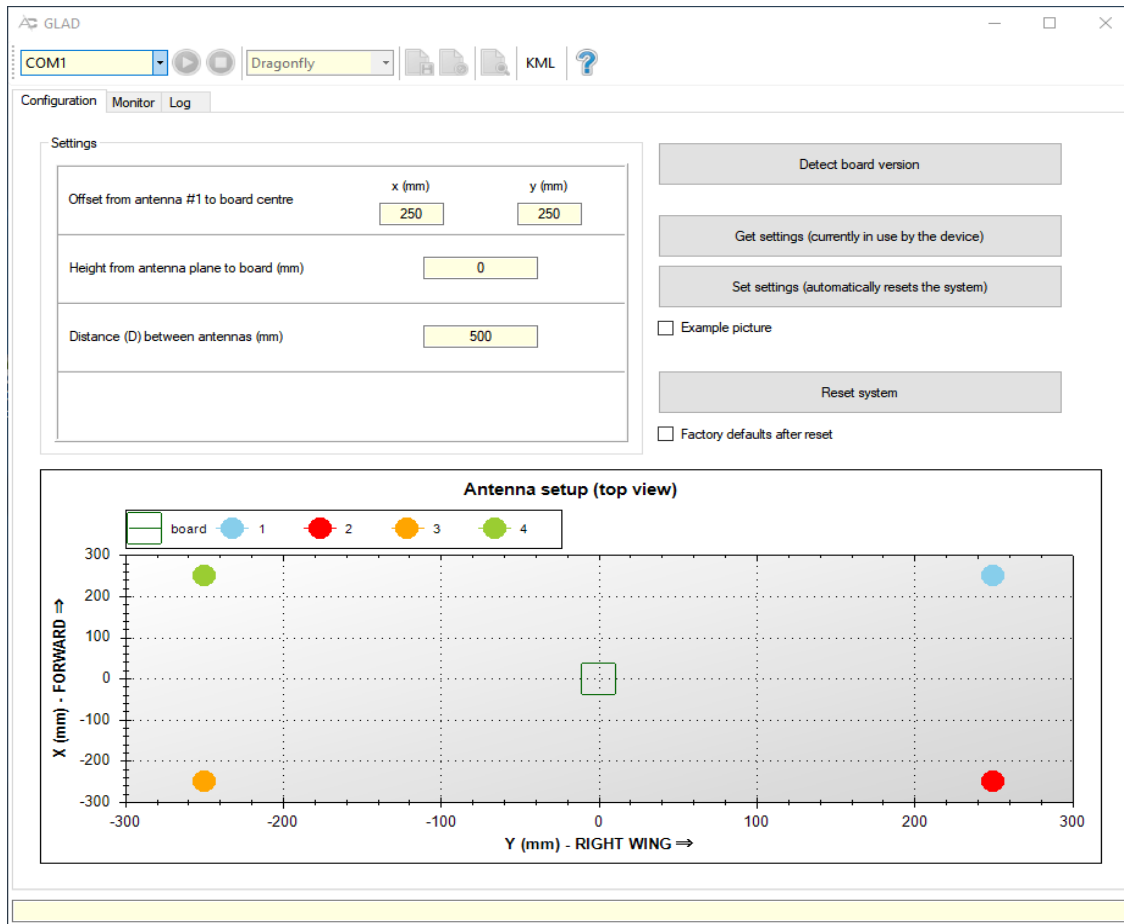 GLAD
COM1 Dragonfly KML ?
Configuration Monitor Log
Settings
x (mm) y (mm)
Offset from antenna #1 to board centre
250 250
Height from antenna plane to board (mm) 0
Distance (D) between antennas (mm) 500
Detect board version
Get settings (currently in use by the device)
Set settings (automatically resets the system)
Example picture
Reset system
Factory defaults after reset
Antenna setup (top view)
board 1 2 3 4
300
200
100
0
-100
-200
-300
X (mm) - FORWARD ⇒
-300 -200 -100 0 100 200 300
Y (mm) - RIGHT WING ⇒